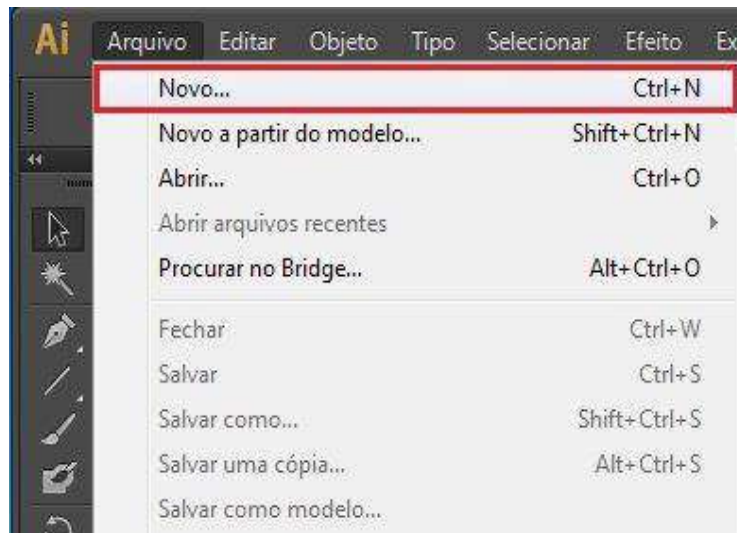 Ai Arquivo Editar Objeto Tipo Selecionar Efeito Ex
Novo... Ctrl+N
Novo a partir do modelo... Shift+Ctrl+N
Abrir... Ctrl+O
Abrir arquivos recentes
Procurar no Bridge... Alt+Ctrl+O
Fechar Ctrl+W
Salvar Ctrl+S
Salvar como... Shift+Ctrl+S
Salvar uma cópia... Alt+Ctrl+S
Salvar como modelo...